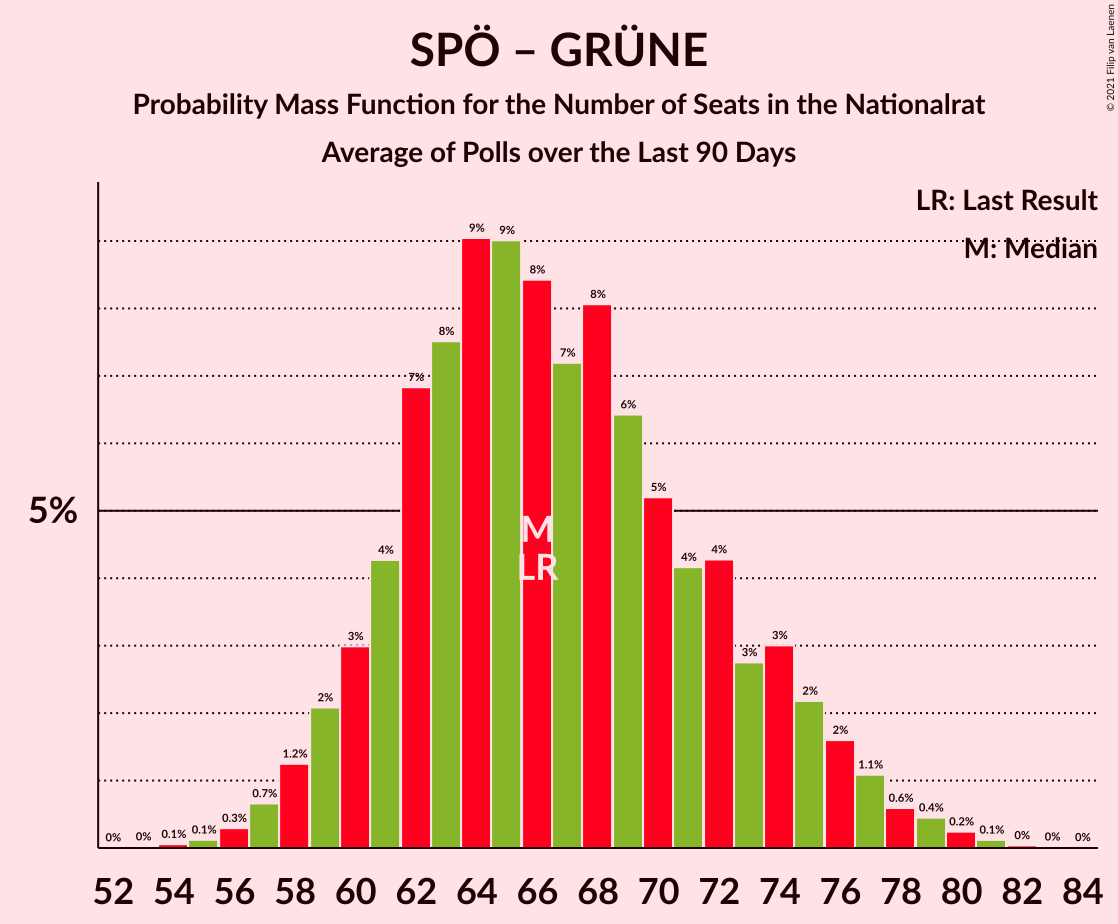 SPÖ – GRÜNE
Probability Mass Function for the Number of Seats in the Nationalrat
Average of Polls over the Last 90 Days
© 2021 Filip van Laenen
LR: Last Result
M: Median
5%
0% 0% 0.1% 0.1% 0.3% 0.7% 1.2% 2% 3% 4% 7% 8% 9% 9% 8% 7% 8% 6% 5% 4% 4% 3% 3% 2% 2% 1.1% 0.6% 0.4% 0.2% 0.1% 0% 0% 0%
M
LR
52 54 56 58 60 62 64 66 68 70 72 74 76 78 80 82 84